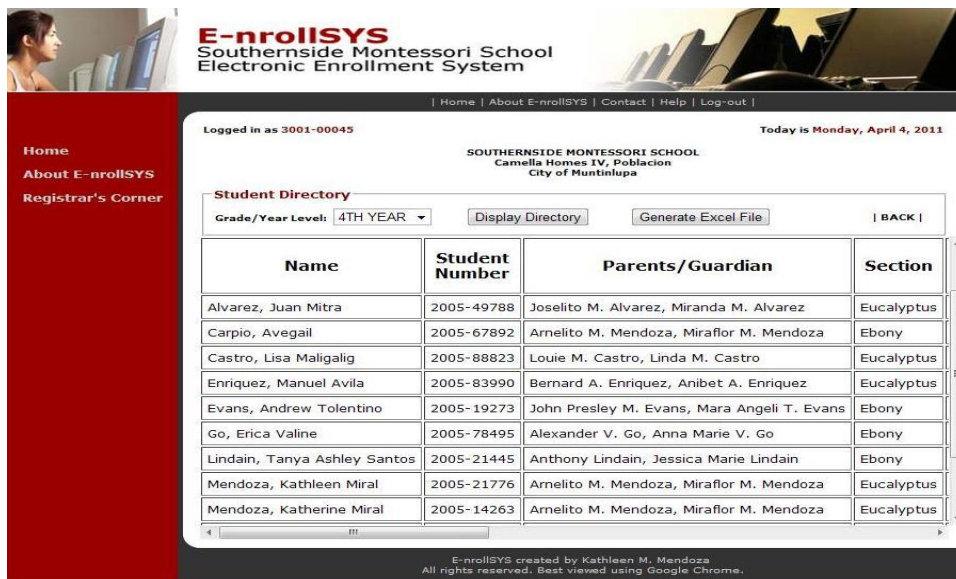 E-nrollSYS
Southernside Montessori School
Electronic Enrollment System
| Home | About E-nrollSYS | Contact | Help | Log-out |
Home
About E-nrollSYS
Registrar's Corner
Logged in as 3001-00045 Today is Monday, April 4, 2011
SOUTHERNSIDE MONTESSORI SCHOOL
Camella Homes IV, Poblacion
City of Muntinlupa
Student Directory
Grade/Year Level: 4TH YEAR Display Directory Generate Excel File | BACK |
Name Student Number Parents/Guardian Section
Alvarez, Juan Mitra 2005-49788 Joselito M. Alvarez, Miranda M. Alvarez Eucalyptus
Carpio, Avegail 2005-67892 Arnelito M. Mendoza, Miraflor M. Mendoza Ebony
Castro, Lisa Maligalig 2005-88823 Louie M. Castro, Linda M. Castro Eucalyptus
Enriquez, Manuel Avila 2005-83990 Bernard A. Enriquez, Anibet A. Enriquez Eucalyptus
Evans, Andrew Tolentino 2005-19273 John Presley M. Evans, Mara Angeli T. Evans Ebony
Go, Erica Valine 2005-78495 Alexander V. Go, Anna Marie V. Go Ebony
Lindain, Tanya Ashley Santos 2005-21445 Anthony Lindain, Jessica Marie Lindain Ebony
Mendoza, Kathleen Miral 2005-21776 Arnelito M. Mendoza, Miraflor M. Mendoza Eucalyptus
Mendoza, Katherine Miral 2005-14263 Arnelito M. Mendoza, Miraflor M. Mendoza Eucalyptus
E-nrollSYS created by Kathleen M. Mendoza
All rights reserved. Best viewed using Google Chrome.